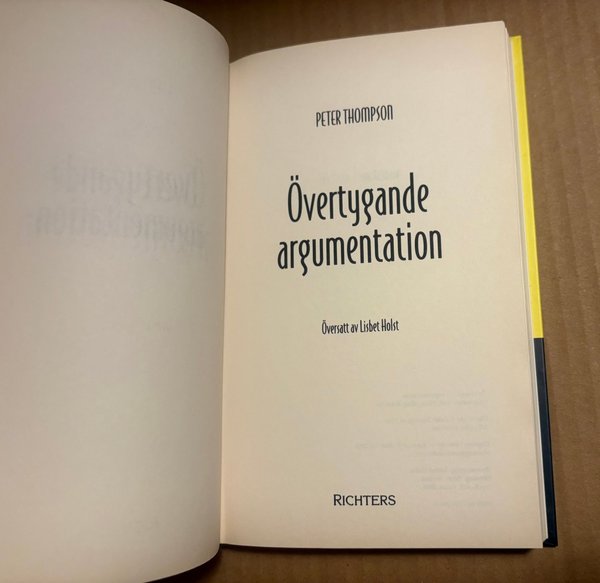 PETER THOMPSON
Övertygande
argumentation
Översatt av Lisbet Holst
RICHTERS